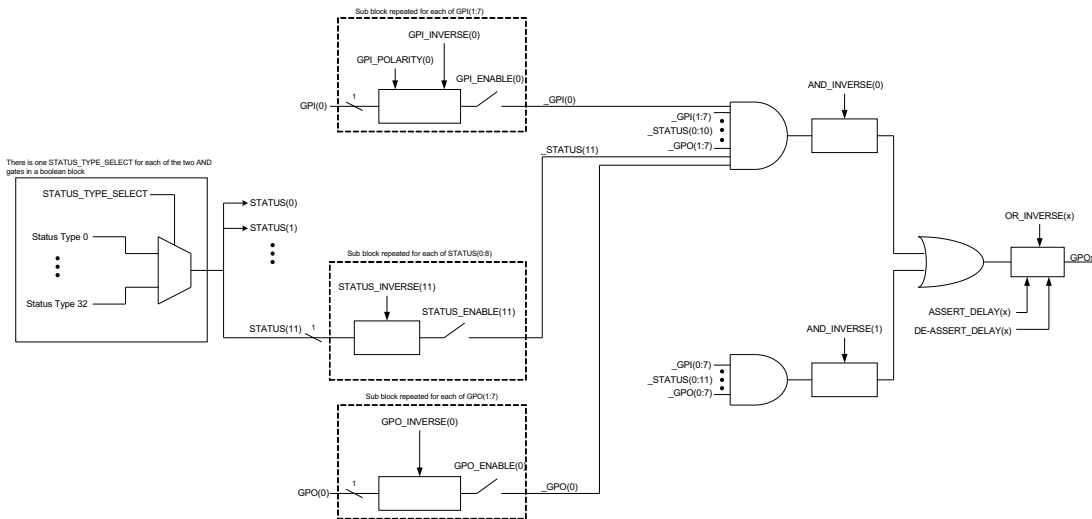 Sub block repeated for each of GPI(1:7)
GPI_INVERSE(0)
GPI_POLARITY(0)
GPI_ENABLE(0)
GPI(0)
1
_GPI(0)
_GPI(1:7)
_STATUS(0:10)
_GPO(1:7)
AND_INVERSE(0)
There is one STATUS_TYPE_SELECT for each of the two AND
gates in a boolean block
STATUS_TYPE_SELECT
Status Type 0
Status Type 32
STATUS(0)
STATUS(1)
_STATUS(11)
Sub block repeated for each of STATUS(0:8)
STATUS_INVERSE(11)
STATUS_ENABLE(11)
STATUS(11)
1
OR_INVERSE(x)
GPOx
ASSERT_DELAY(x)
DE-ASSERT_DELAY(x)
AND_INVERSE(1)
_GPI(0:7)
_STATUS(0:11)
_GPO(0:7)
Sub block repeated for each of GPO(1:7)
GPO_INVERSE(0)
GPO_ENABLE(0)
GPO(0)
1
_GPO(0)